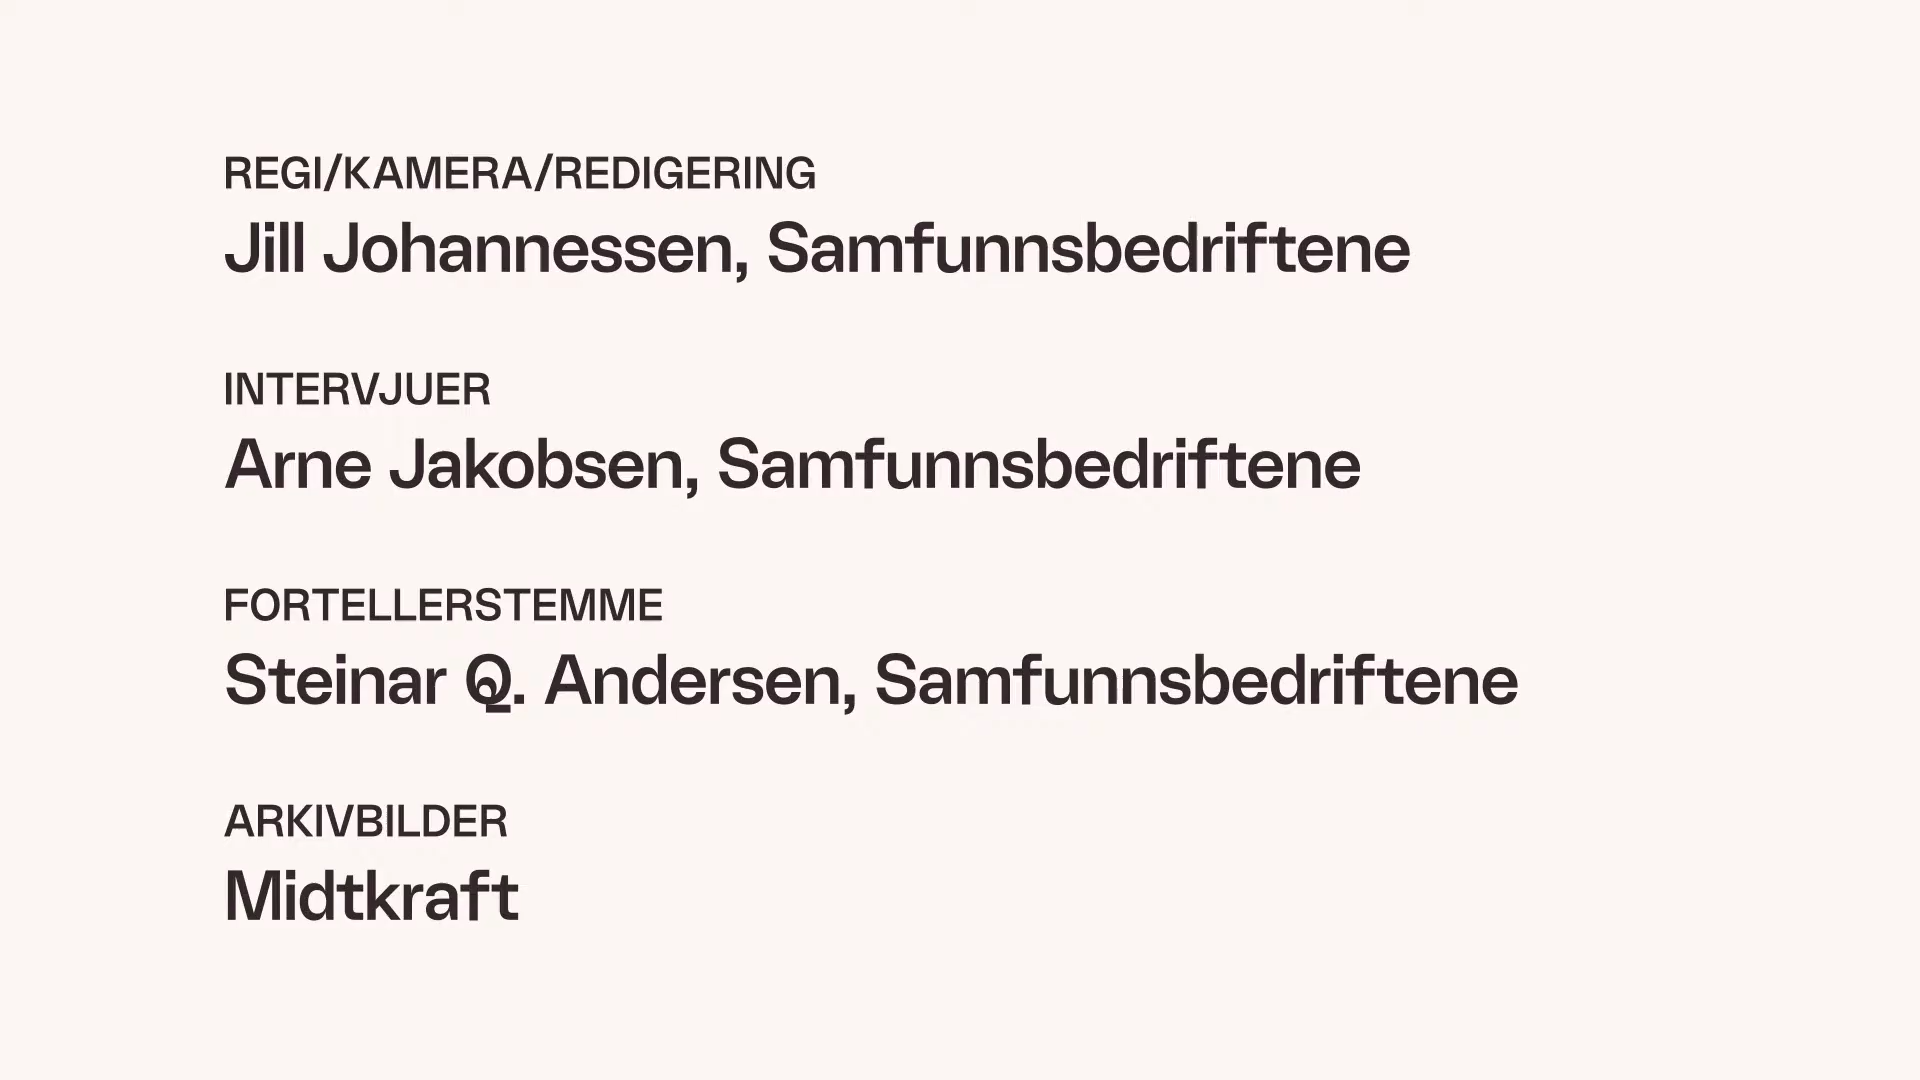 REGI/KAMERA/REDIGERING
Jill Johannessen, Samfunnsbedriftene
INTERVJUER
Arne Jakobsen, Samfunnsbedriftene
FORTELLERSTEMME
Steinar Q. Andersen, Samfunnsbedriftene
ARKIVBILDER
Midtkraft